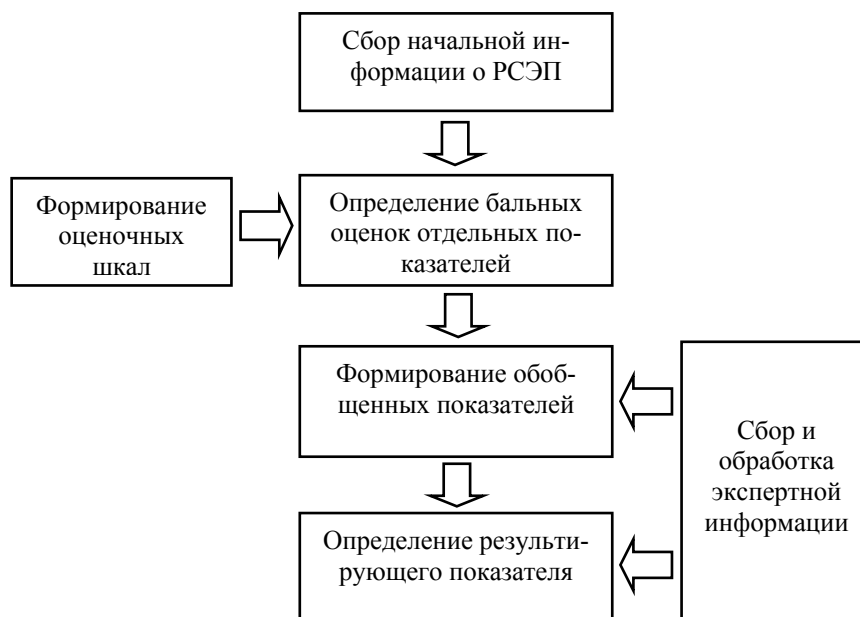 Сбор начальной ин-
формации о РСЭП
Формирование
оценочных
шкал
Определение бальных
оценок отдельных по-
казателей
Формирование обоб-
щенных показателей
Сбор и
обработка
экспертной
информации
Определение результи-
рующего показателя